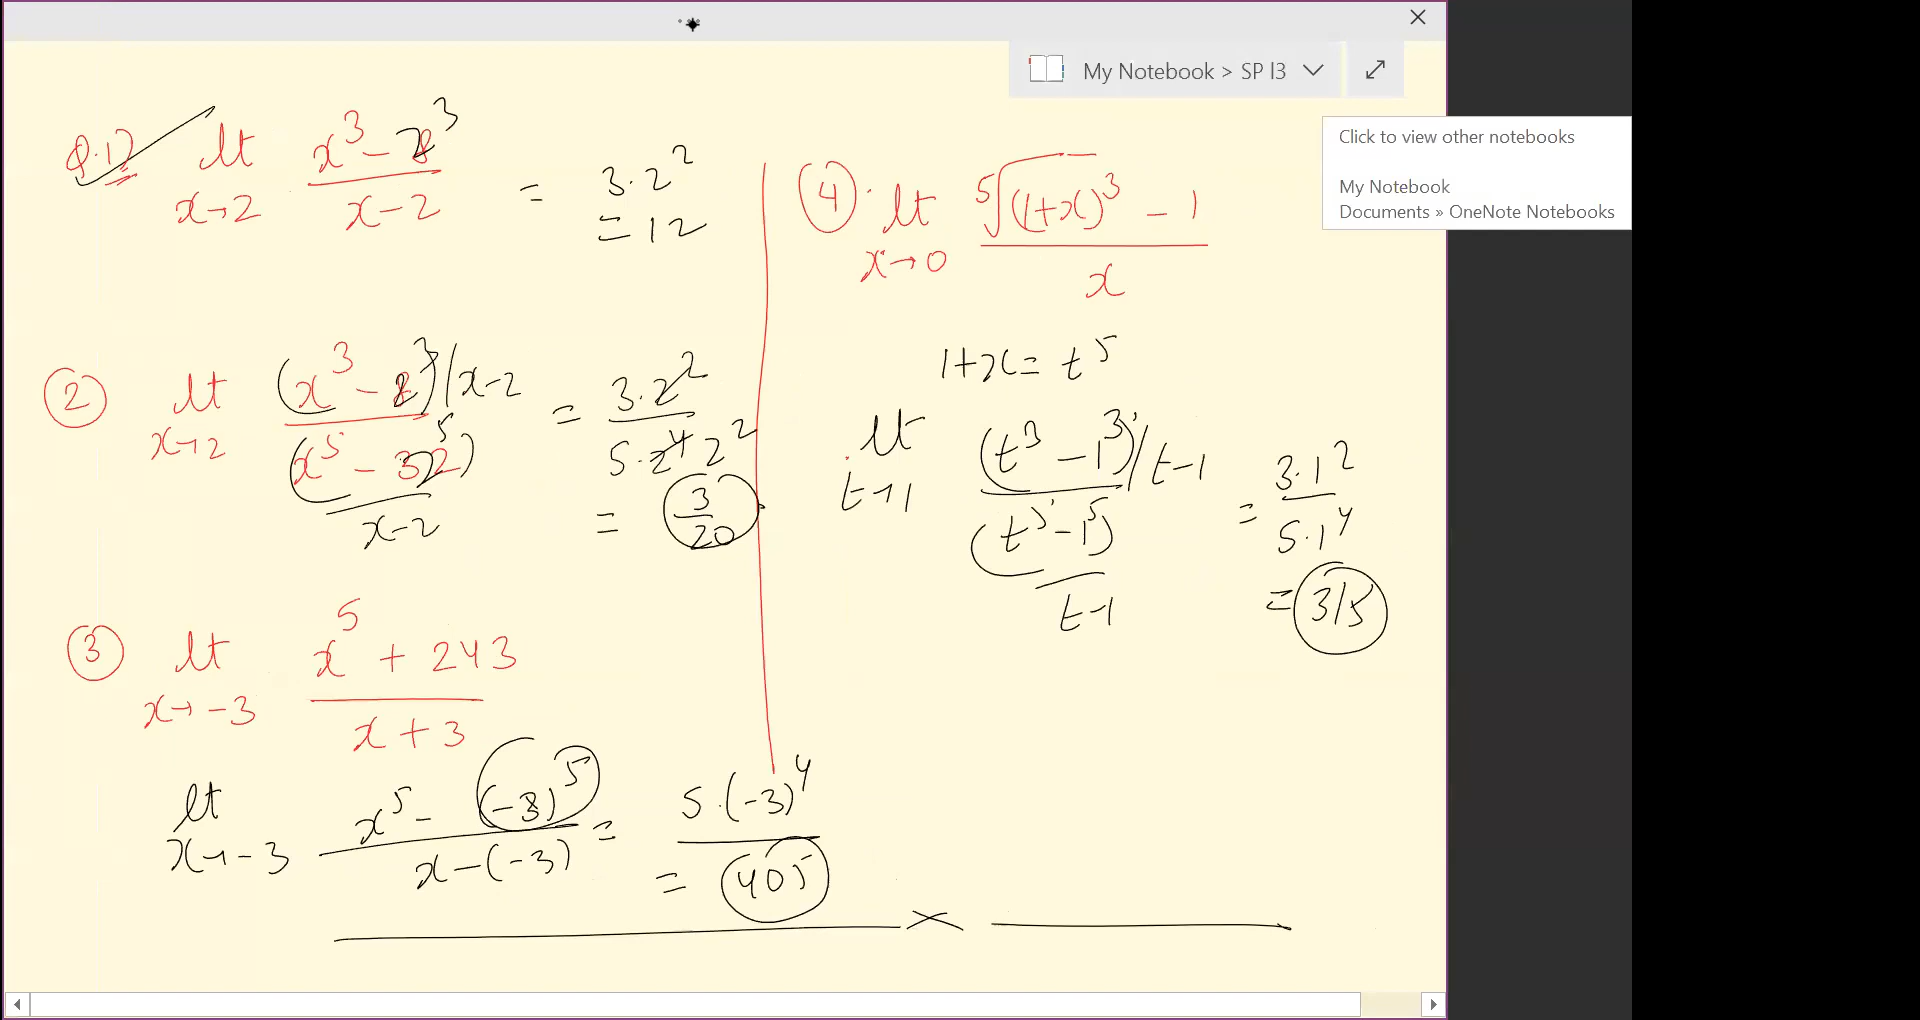 My Notebook > SP l3
Click to view other notebooks
My Notebook
Documents » OneNote Notebooks
Q.1) lt x→2 (x³ - 2³)/(x-2) = 3·2²
= 12
② lt x→2 ((x³ - 2³)/x-2)/((x⁵ - 2⁵)/x-2) = 3·2²/5·2⁴ 2²
= 3/20
③ lt x→-3 (x⁵ + 243)/(x+3)
lt x→-3 (x⁵ - (-3)⁵)/(x-(-3)) = 5·(-3)⁴
= 405
④ lt x→0 (⁵√(1+x)³ - 1)/x
1+x = t⁵
lt t→1 ((t³ - 1³)/t-1)/((t⁵ - 1⁵)/t-1) = 3·1²/5·1⁴
= 3/5